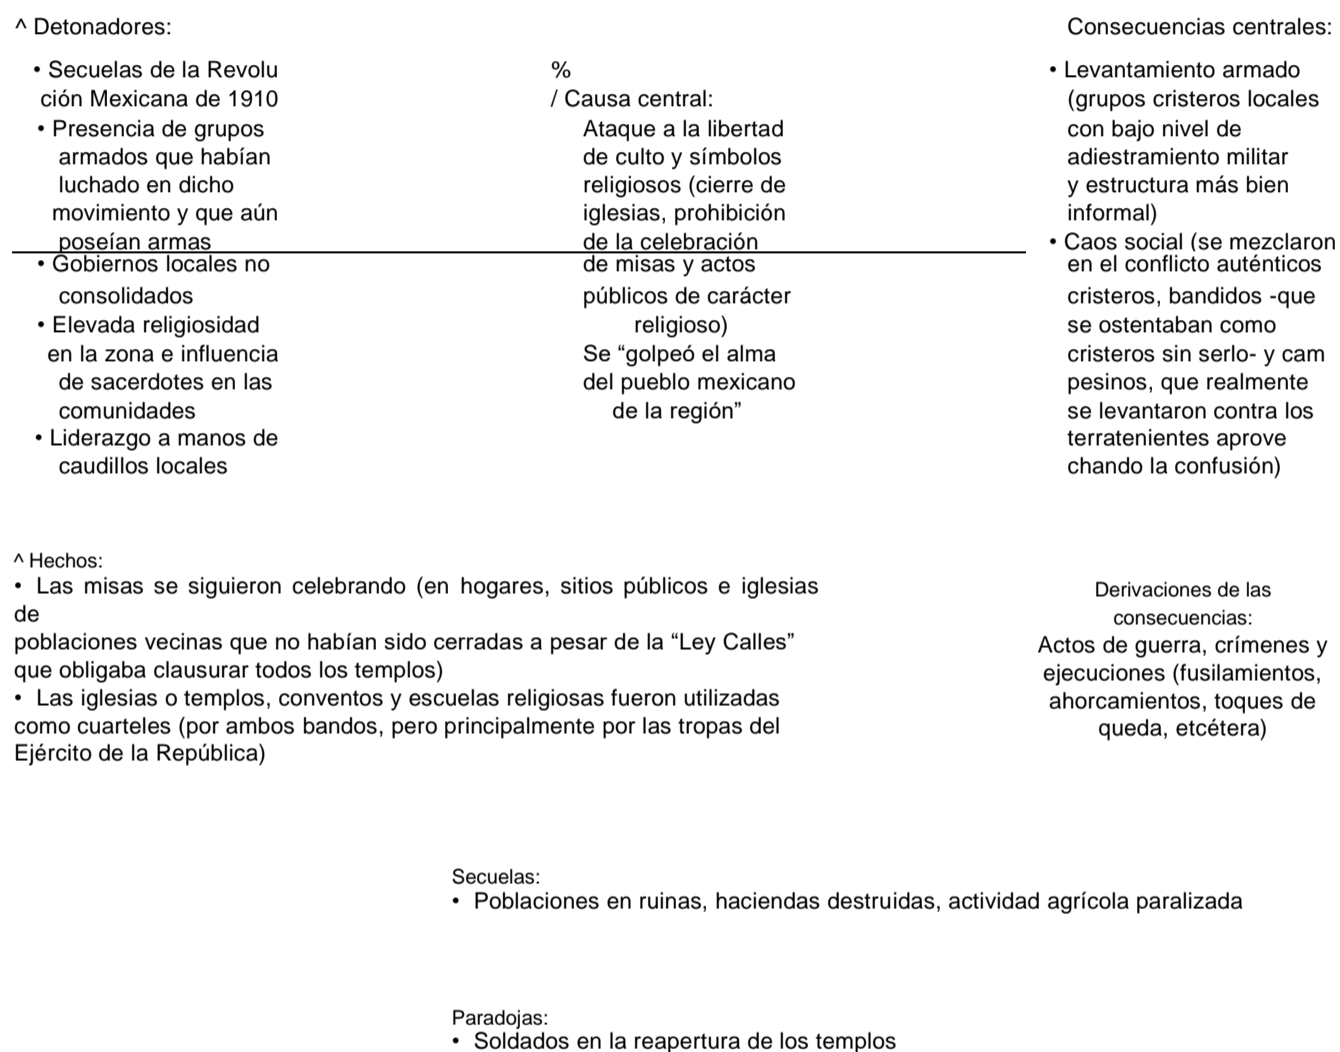 ^ Detonadores:
• Secuelas de la Revolu
ción Mexicana de 1910
• Presencia de grupos
armados que habían
luchado en dicho
movimiento y que aún
poseían armas
• Gobiernos locales no
consolidados
• Elevada religiosidad
en la zona e influencia
de sacerdotes en las
comunidades
• Liderazgo a manos de
caudillos locales
%
/ Causa central:
Ataque a la libertad
de culto y símbolos
religiosos (cierre de
iglesias, prohibición
de la celebración
de misas y actos
públicos de carácter
religioso)
Se “golpeó el alma
del pueblo mexicano
de la región”
Consecuencias centrales:
• Levantamiento armado
(grupos cristeros locales
con bajo nivel de
adiestramiento militar
y estructura más bien
informal)
• Caos social (se mezclaron
en el conflicto auténticos
cristeros, bandidos -que
se ostentaban como
cristeros sin serlo- y cam
pesinos, que realmente
se levantaron contra los
terratenientes aprove
chando la confusión)
^ Hechos:
• Las misas se siguieron celebrando (en hogares, sitios públicos e iglesias
de
poblaciones vecinas que no habían sido cerradas a pesar de la “Ley Calles”
que obligaba clausurar todos los templos)
• Las iglesias o templos, conventos y escuelas religiosas fueron utilizadas
como cuarteles (por ambos bandos, pero principalmente por las tropas del
Ejército de la República)
Derivaciones de las
consecuencias:
Actos de guerra, crímenes y
ejecuciones (fusilamientos,
ahorcamientos, toques de
queda, etcétera)
Secuelas:
• Poblaciones en ruinas, haciendas destruidas, actividad agrícola paralizada
Paradojas:
• Soldados en la reapertura de los templos